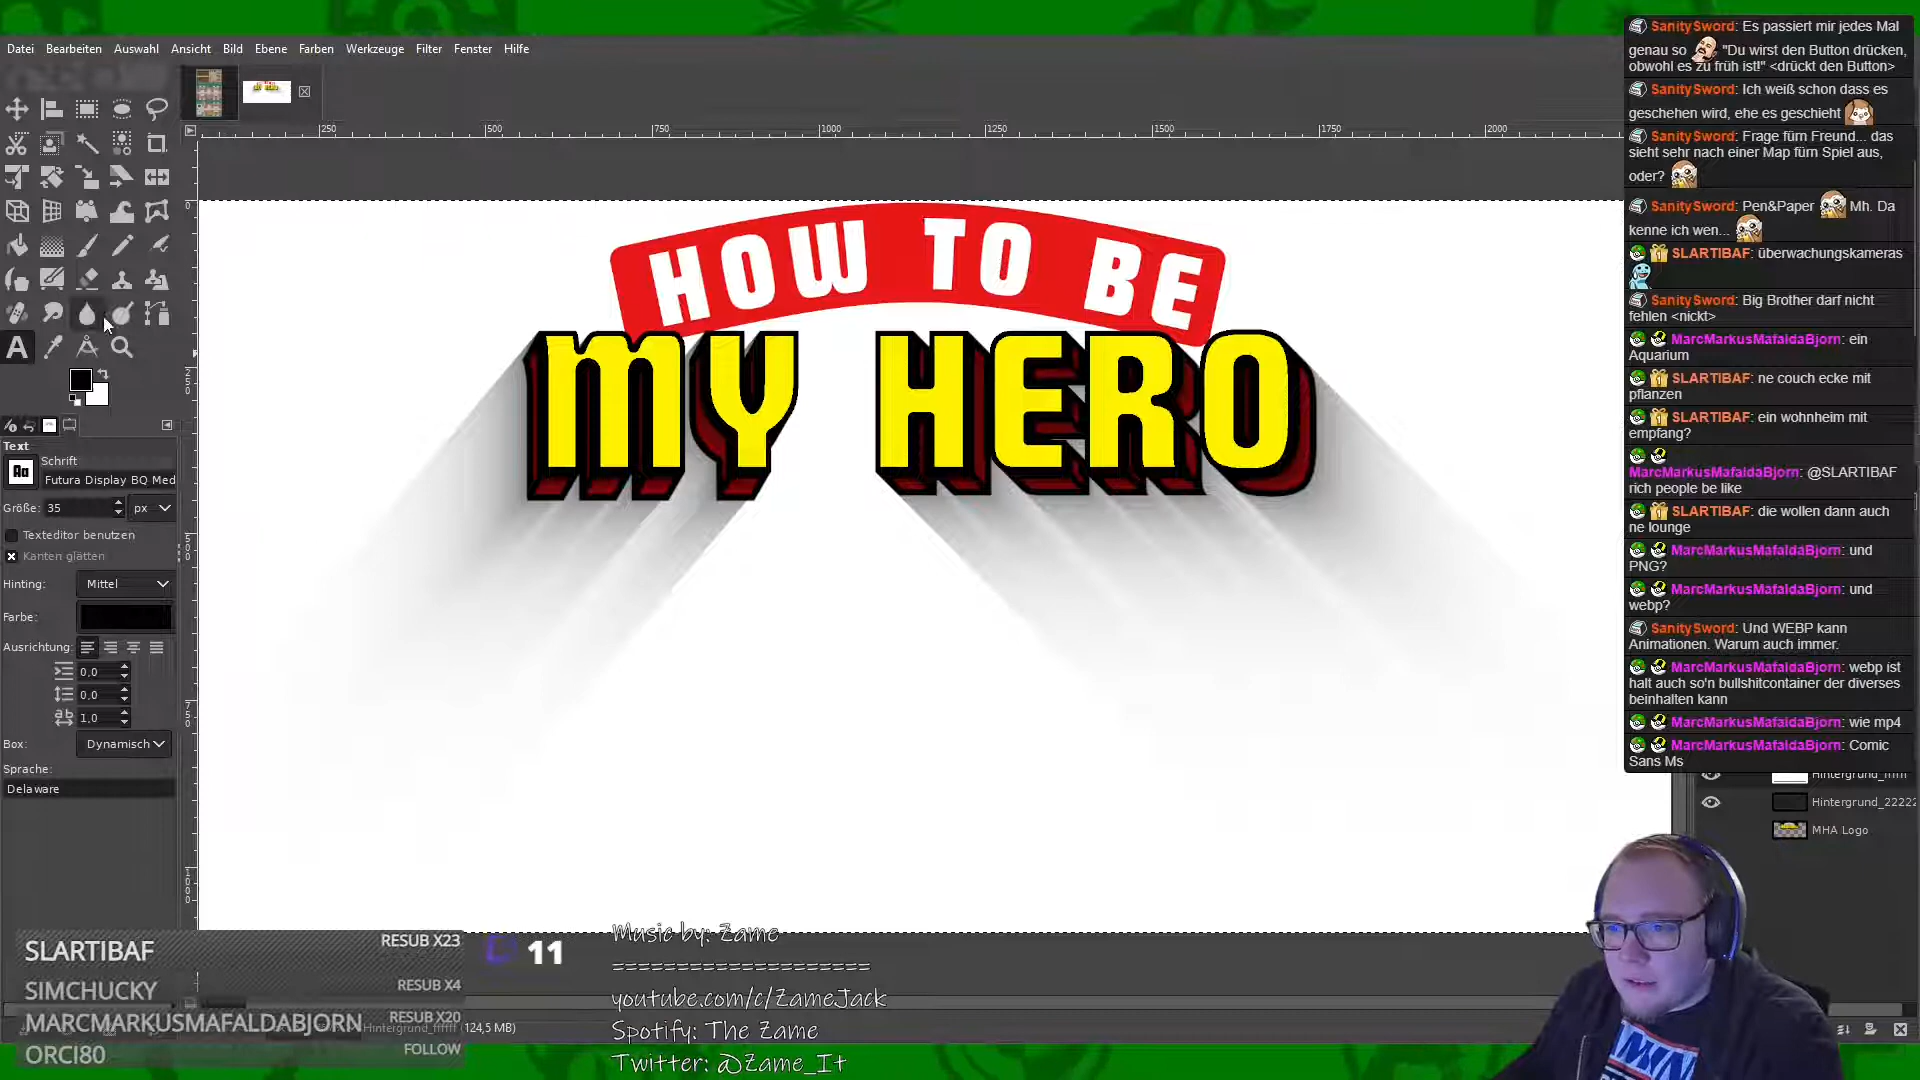 Datei Bearbeiten Auswahl Ansicht Bild Ebene Farben Werkzeuge Filter Fenster Hilfe
250 500 750 1000 1250 1500 1750 2000
HOW TO BE
MY HERO
Text
Schrift
Aa
Futura Display BQ Med
Größe: 35 px
Texteditor benutzen
Kanten glätten
Hinting: Mittel
Farbe:
Ausrichtung:
0,0
0,0
1,0
Box: Dynamisch
Sprache:
Delaware
SanitySword: Es passiert mir jedes Mal
genau so "Du wirst den Button drücken,
obwohl es zu früh ist!" <drückt den Button>
SanitySword: Ich weiß schon dass es
geschehen wird, ehe es geschieht
SanitySword: Frage fürn Freund... das
sieht sehr nach einer Map fürn Spiel aus,
oder?
SanitySword: Pen&Paper Mh. Da
kenne ich wen...
SLARTIBAF: überwachungskameras
SanitySword: Big Brother darf nicht
fehlen <nickt>
MarcMarkusMafaldaBjorn: ein
Aquarium
SLARTIBAF: ne couch ecke mit
pflanzen
SLARTIBAF: ein wohnheim mit
empfang?
MarcMarkusMafaldaBjorn: @SLARTIBAF
rich people be like
SLARTIBAF: die wollen dann auch
ne lounge
MarcMarkusMafaldaBjorn: und
PNG?
MarcMarkusMafaldaBjorn: und
webp?
SanitySword: Und WEBP kann
Animationen. Warum auch immer.
MarcMarkusMafaldaBjorn: webp ist
halt auch so'n bullshitcontainer der diverses
beinhalten kann
MarcMarkusMafaldaBjorn: wie mp4
MarcMarkusMafaldaBjorn: Comic
Sans Ms
Hintergrund_ffffff
Hintergrund_22222
MHA Logo
SLARTIBAF RESUB X23
SIMCHUCKY RESUB X4
MARCMARKUSMAFALDABJORN RESUB X20
ORCI80 FOLLOW
Hintergrund_ffffff (124,5 MB)
11
Music by: Zame
====================
youtube.com/c/ZameJack
Spotify: The Zame
Twitter: @Zame_It